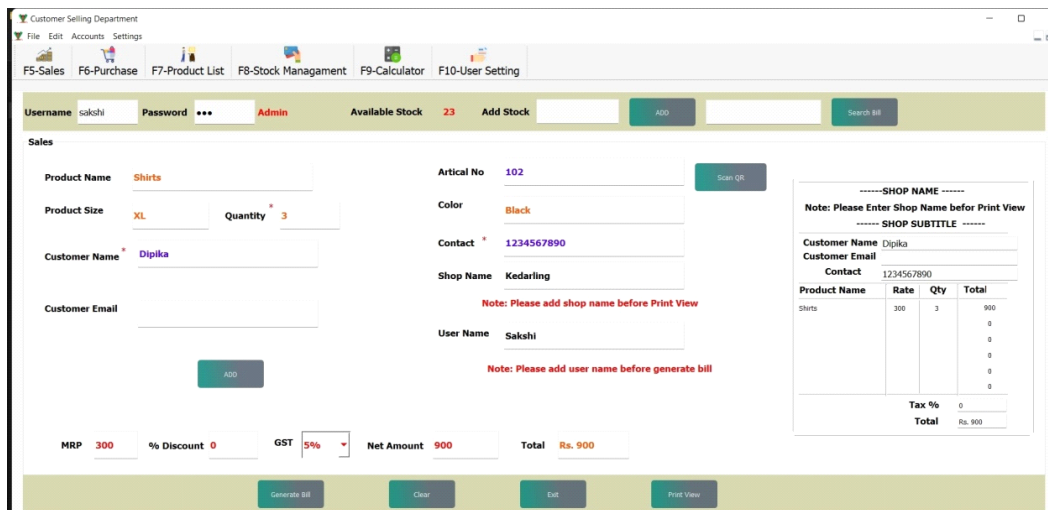 Customer Selling Department
File Edit Accounts Settings
F5-Sales F6-Purchase F7-Product List F8-Stock Managament F9-Calculator F10-User Setting
Username sakshi Password ●●● Admin Available Stock 23 Add Stock ADD Search Bill
Sales
Product Name Shirts
Artical No 102
Scan QR
Product Size XL Quantity * 3
Color Black
Customer Name * Dipika
Contact * 1234567890
Shop Name Kedarling
Note: Please add shop name before Print View
Customer Email
User Name Sakshi
Note: Please add user name before generate bill
ADD
MRP 300 % Discount 0 GST 5% Net Amount 900 Total Rs. 900
------SHOP NAME ------
Note: Please Enter Shop Name befor Print View
------ SHOP SUBTITLE ------
Customer Name Dipika
Customer Email
Contact 1234567890
Product Name Rate Qty Total
Shirts 300 3 900
0
0
0
0
0
Tax % 0
Total Rs. 900
Generate Bill Clear Exit Print View